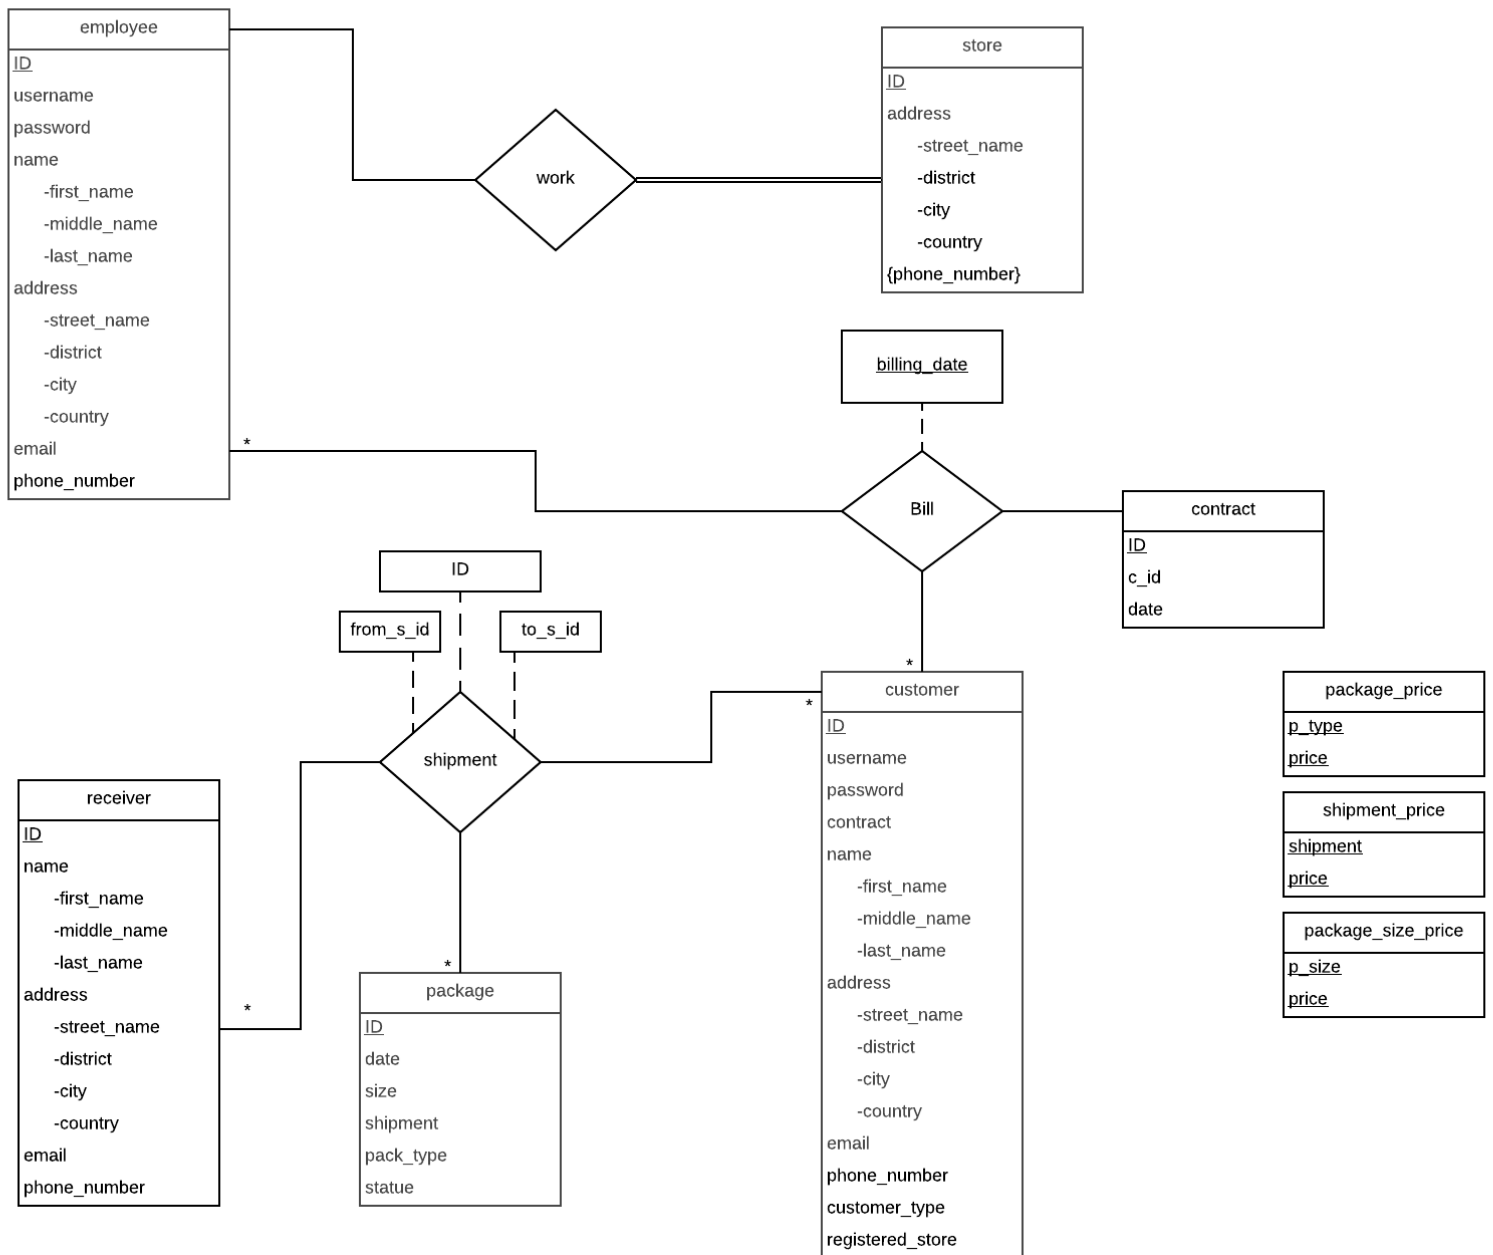 employee
ID
username
password
name
-first_name
-middle_name
-last_name
address
-street_name
-district
-city
-country
email
phone_number
*
work
store
ID
address
-street_name
-district
-city
-country
{phone_number}
billing_date
Bill
contract
ID
c_id
date
ID
from_s_id
to_s_id
shipment
*
*
customer
ID
username
password
contract
name
-first_name
-middle_name
-last_name
address
-street_name
-district
-city
-country
email
phone_number
customer_type
registered_store
receiver
ID
name
-first_name
-middle_name
-last_name
address
-street_name
-district
-city
-country
email
phone_number
*
*
package
ID
date
size
shipment
pack_type
statue
package_price
p_type
price
shipment_price
shipment
price
package_size_price
p_size
price